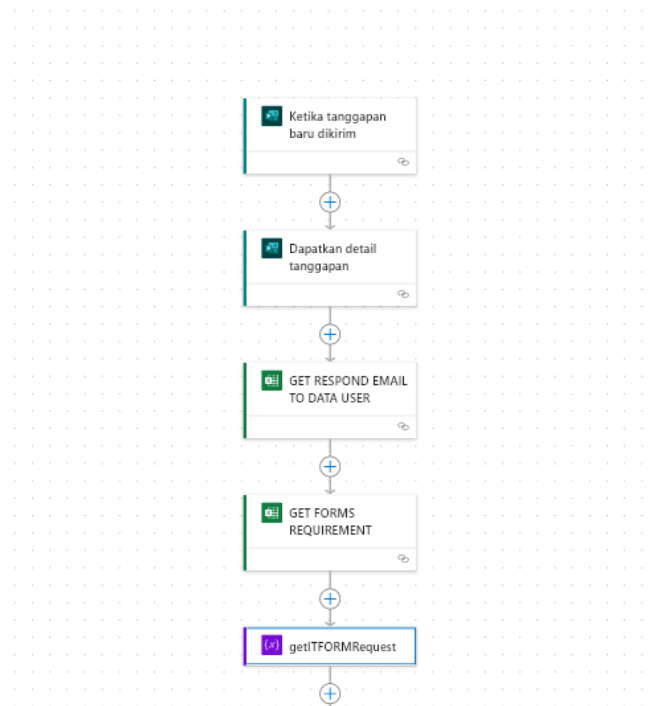 Ketika tanggapan
baru dikirim
Dapatkan detail
tanggapan
GET RESPOND EMAIL
TO DATA USER
GET FORMS
REQUIREMENT
{x} getITFORMRequest